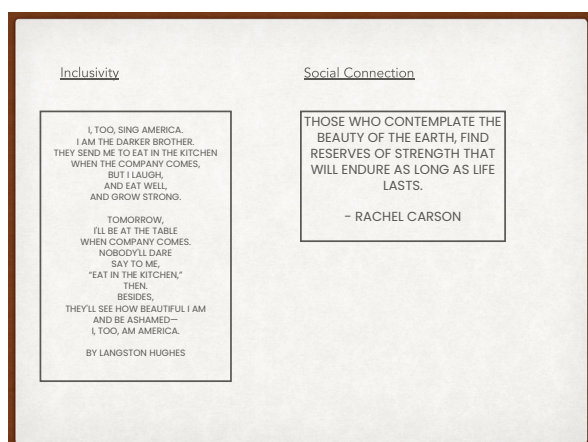 Inclusivity
I, TOO, SING AMERICA.
I AM THE DARKER BROTHER.
THEY SEND ME TO EAT IN THE KITCHEN
WHEN THE COMPANY COMES,
BUT I LAUGH,
AND EAT WELL,
AND GROW STRONG.
TOMORROW,
I'LL BE AT THE TABLE
WHEN COMPANY COMES.
NOBODY'LL DARE
SAY TO ME,
“EAT IN THE KITCHEN,”
THEN.
BESIDES,
THEY'LL SEE HOW BEAUTIFUL I AM
AND BE ASHAMED—
I, TOO, AM AMERICA.
BY LANGSTON HUGHES
Social Connection
THOSE WHO CONTEMPLATE THE
BEAUTY OF THE EARTH, FIND
RESERVES OF STRENGTH THAT
WILL ENDURE AS LONG AS LIFE
LASTS.
– RACHEL CARSON